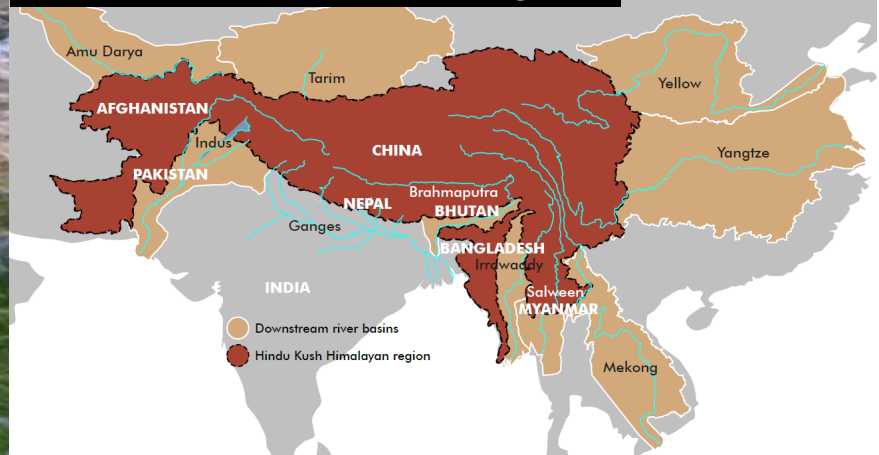 Amu Darya
Tarim
Yellow
AFGHANISTAN
Indus
CHINA
Yangtze
PAKISTAN
Brahmaputra
NEPAL
BHUTAN
Ganges
BANGLADESH
Irrawaddy
INDIA
Salween
MYANMAR
Downstream river basins
Hindu Kush Himalayan region
Mekong